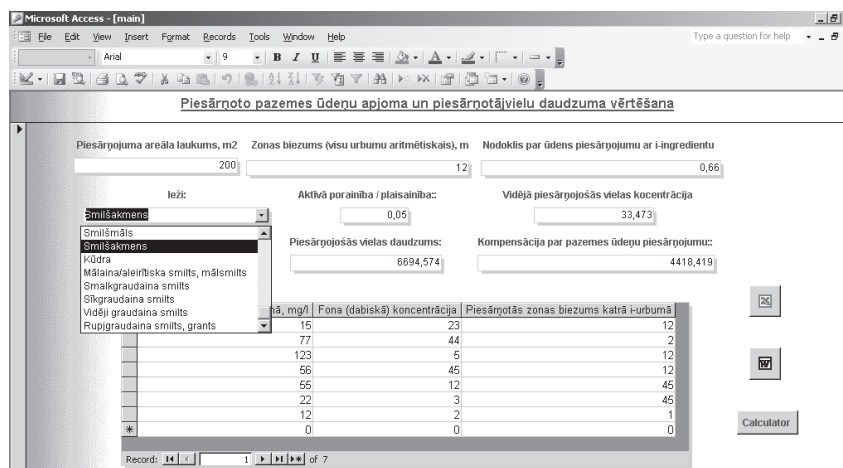 Microsoft Access - [main]
File Edit View Insert Format Records Tools Window Help Type a question for help
Arial 9 B I U
Piesārņoto pazemes ūdeņu apjoma un piesārņotājvielu daudzuma vērtēšana
Piesārņojuma areāla laukums, m2 Zonas biezums (visu urbumu aritmētiskais), m Nodoklis par ūdens piesārņojumu ar i-ingredientu
200 12 0,66
Ieži: Aktīvā porainība / plaisainība:: Vidējā piesārņojošās vielas kocentrācija
Smilšakmens 0,05 33,473
Smilšmāls
Smilšakmens
Kūdra
Mālaina/aleirītiska smilts, mālsmilts
Smalkgraudaina smilts
Sīkgraudaina smilts
Vidēji graudaina smilts
Rupjgraudaina smilts, grants
Piesārņojošās vielas daudzums: Kompensācija par pazemes ūdeņu piesārņojumu::
6694,574 4418,419
nā, mg/l Fona (dabiskā) koncentrācija Piesārņotās zonas biezums katrā i-urbumā
15 23 12
77 44 2
123 5 12
56 45 12
55 12 45
22 3 45
12 2 1
0 0 0
Calculator
Record: 1 of 7